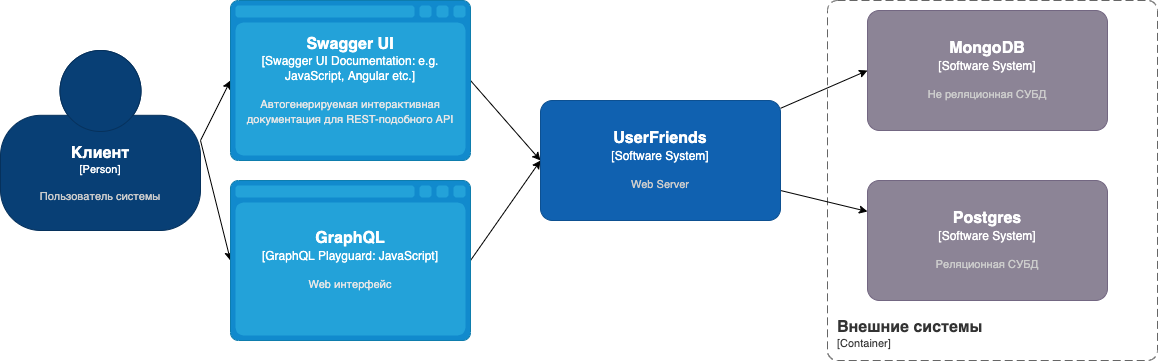 Клиент
[Person]
Пользователь системы
Swagger UI
[Swagger UI Documentation: e.g.
JavaScript, Angular etc.]
Автогенерируемая интерактивная
документация для REST-подобного API
GraphQL
[GraphQL Playguard: JavaScript]
Web интерфейс
UserFriends
[Software System]
Web Server
MongoDB
[Software System]
Не реляционная СУБД
Postgres
[Software System]
Реляционная СУБД
Внешние системы
[Container]